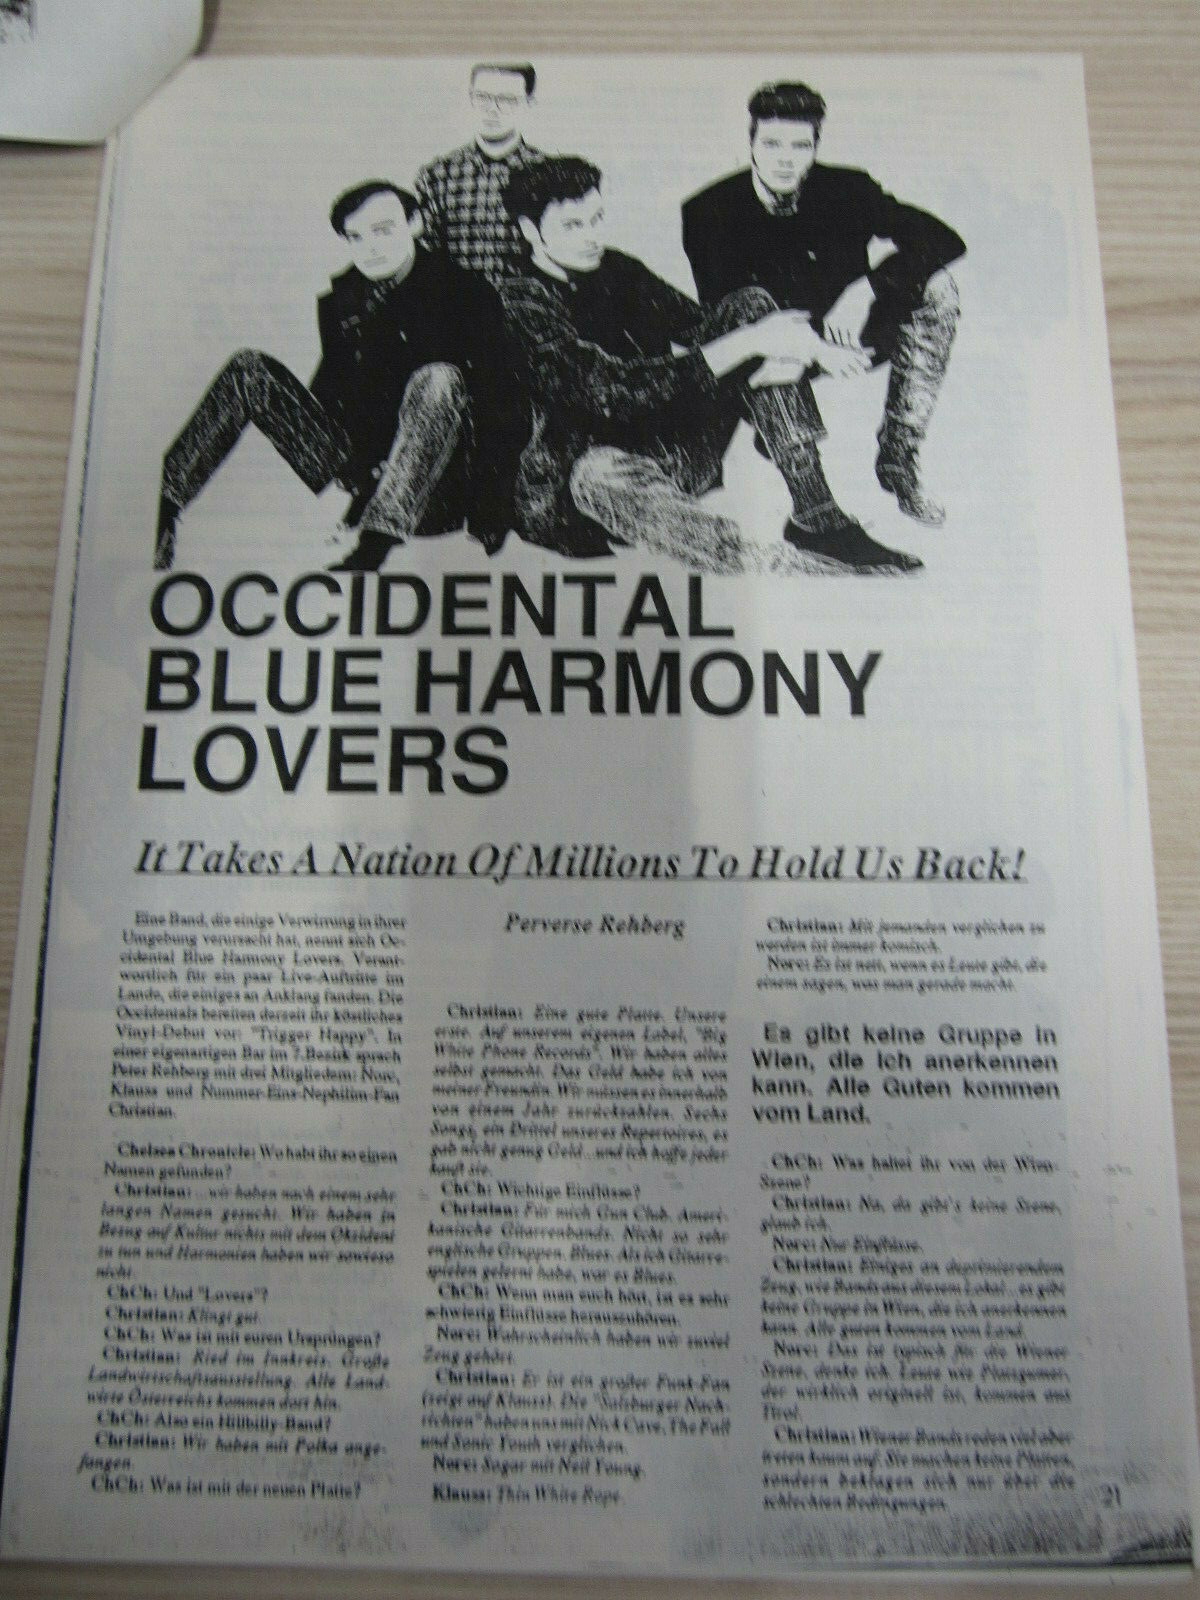 OCCIDENTAL
BLUE HARMONY
LOVERS
It Takes A Nation Of Millions To Hold Us Back!
Eine Band, die einige Verwirrung in ihrer
Umgebung verursacht hat, nennt sich Oc-
cidental Blue Harmony Lovers. Verant-
wortlich für ein paar Live-Auftritte im
Lande, die einiges an Anklang fanden. Die
Occidentals bereiten derzeit ihr köstliches
Vinyl-Debut vor: "Trigger Happy". In
einer eigenartigen Bar im 7.Bezirk sprach
Peter Rehberg mit drei Mitgliedern: Nore,
Klauss und Nummer-Eins-Nephilim-Fan
Christian.
Chelsea Chronicle: Wo habt ihr so einen
Namen gefunden?
Christian: ...wir haben nach einem sehr
langen Namen gesucht. Wir haben in
Bezug auf Kultur nichts mit dem Okzident
zu tun und Harmonien haben wir sowieso
nicht.
ChCh: Und "Lovers"?
Christian: Klingt gut.
ChCh: Was ist mit euren Ursprüngen?
Christian: Ried im Innkreis. Große
Landwirtschaftsausstellung. Alle Land-
wirte Österreichs kommen dort hin.
ChCh: Also ein Hillbilly-Band?
Christian: Wir haben mit Polka ange-
fangen.
ChCh: Was ist mit der neuen Platte?
Perverse Rehberg
Christian: Eine gute Platte. Unsere
erste. Auf unserem eigenen Label, "Big
White Phone Records". Wir haben alles
selbst gemacht. Das Geld habe ich von
meiner Freundin. Wir müssen es innerhalb
von einem Jahr zurückzahlen. Sechs
Songs, ein Drittel unseres Repertoires, es
gab nicht genug Geld...und ich hoffe jeder
kauft sie.
ChCh: Wichtige Einflüsse?
Christian: Für mich Gun Club. Ameri-
kanische Gitarrenbands. Nicht so sehr
englische Gruppen. Blues. Als ich Gitarre-
spielen gelernt habe, war es Blues.
ChCh: Wenn man euch hört, ist es sehr
schwierig Einflüsse herauszuhören.
Nore: Wahrscheinlich haben wir zuviel
Zeug gehört.
Christian: Er ist ein großer Funk-Fan
(zeigt auf Klauss). Die "Salzburger Nach-
richten" haben uns mit Nick Cave, The Fall
und Sonic Youth verglichen.
Nore: Sogar mit Neil Young.
Klauss: Thin White Rope.
Christian: Mit jemanden verglichen zu
werden ist immer komisch.
Nore: Es ist nett, wenn es Leute gibt, die
einem sagen, was man gerade macht.
Es gibt keine Gruppe in
Wien, die ich anerkennen
kann. Alle Guten kommen
vom Land.
ChCh: Was haltet ihr von der Wien-
Szene?
Christian: Na, da gibt's keine Szene,
glaub ich.
Nore: Nur Einflüsse.
Christian: Einiges an deprimierendem
Zeug, wie Bands aus diesem Lokal...es gibt
keine Gruppe in Wien, die ich anerkennen
kann. Alle guten kommen vom Land.
Nore: Das ist typisch für die Wiener
Szene, denke ich. Leute wie Platzgumer,
der wirklich originell ist, kommen aus
Tirol.
Christian: Wiener Bands reden viel aber
treten kaum auf. Sie machen keine Platten,
sondern beklagen sich nur über die
schlechten Bedingungen.
21